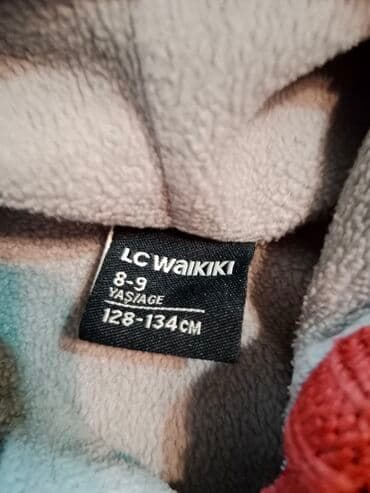 LC WAIKIKI
8-9
YAŞ/AGE
128-134CM